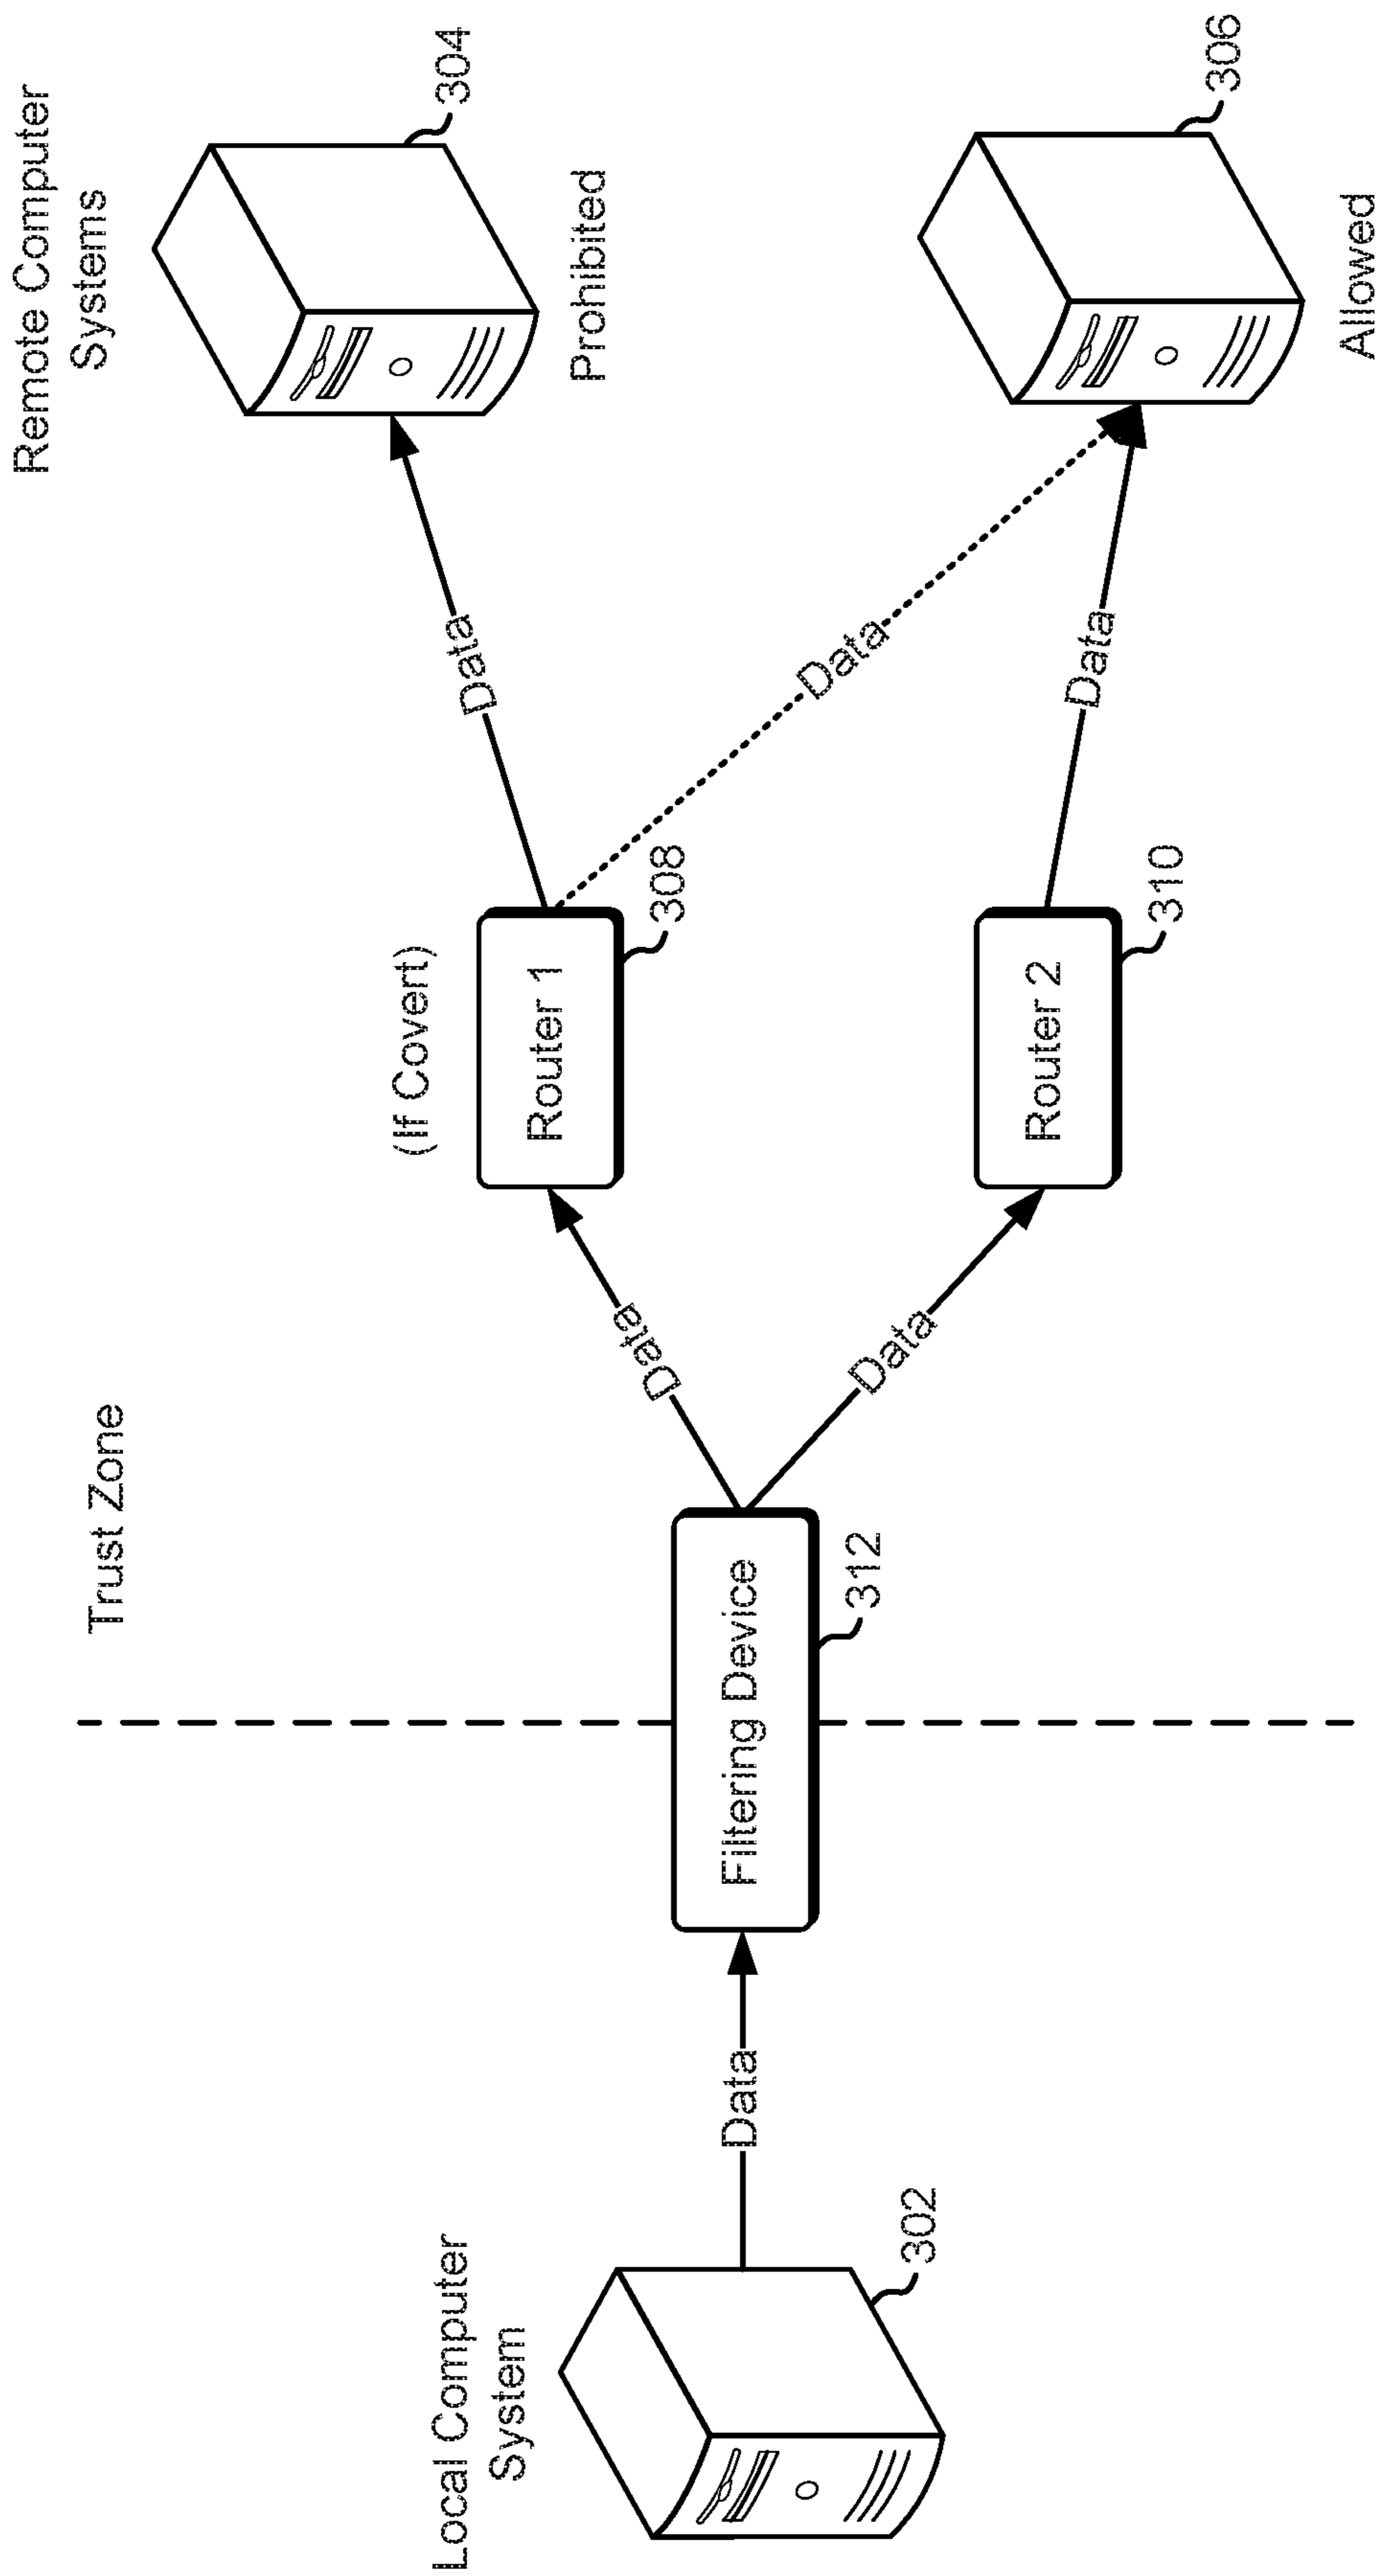 Trust Zone
Remote Computer
Systems
304
Prohibited
(If Covert)
Data
Router 1
308
Data
Local Computer
System
Data
Filtering Device
312
Data
302
Data
Router 2
310
Data
306
Allowed